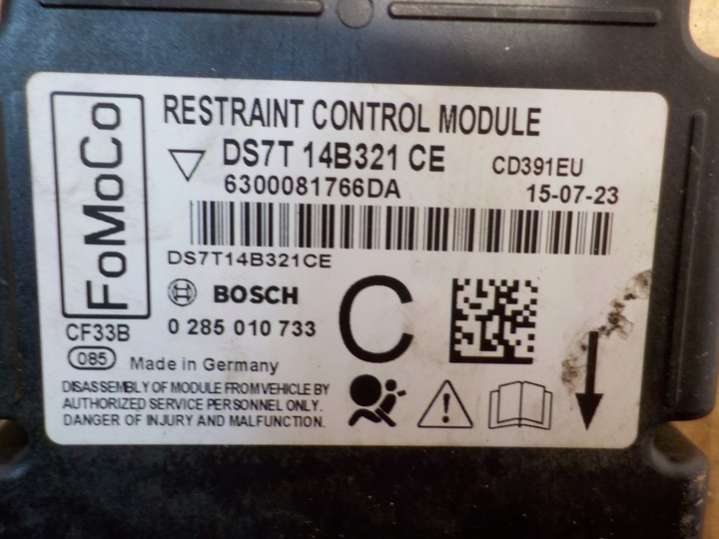 FoMoCo
RESTRAINT CONTROL MODULE
DS7T 14B321 CE
CD391EU
6300081766DA
15-07-23
DS7T14B321CE
BOSCH
C
CF33B
0 285 010 733
085
Made in Germany
DISASSEMBLY OF MODULE FROM VEHICLE BY
AUTHORIZED SERVICE PERSONNEL ONLY.
DANGER OF INJURY AND MALFUNCTION.